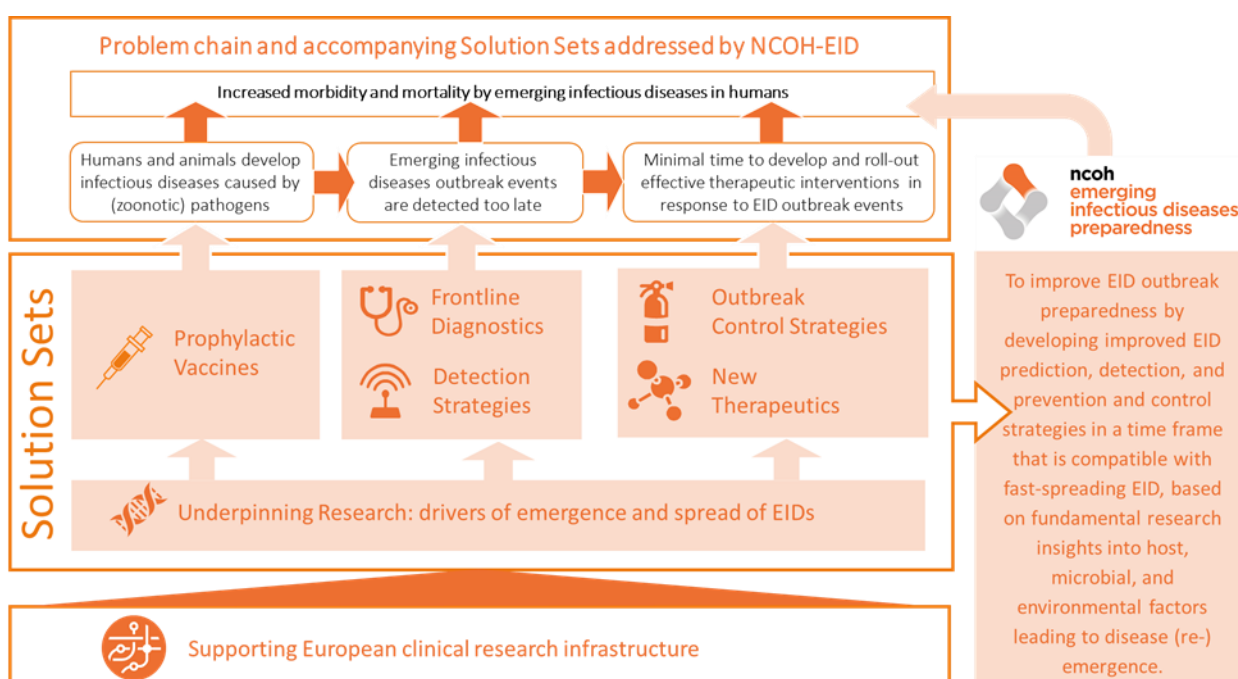 Problem chain and accompanying Solution Sets addressed by NCOH-EID
Increased morbidity and mortality by emerging infectious diseases in humans
Humans and animals develop
infectious diseases caused by
(zoonotic) pathogens
Emerging infectious
diseases outbreak events
are detected too late
Minimal time to develop and roll-out
effective therapeutic interventions in
response to EID outbreak events
Solution Sets
Prophylactic
Vaccines
Frontline
Diagnostics
Detection
Strategies
Outbreak
Control Strategies
New
Therapeutics
Underpinning Research: drivers of emergence and spread of EIDs
Supporting European clinical research infrastructure
ncoh
emerging
infectious diseases
preparedness
To improve EID outbreak
preparedness by
developing improved EID
prediction, detection, and
prevention and control
strategies in a time frame
that is compatible with
fast-spreading EID, based
on fundamental research
insights into host,
microbial, and
environmental factors
leading to disease (re-)
emergence.